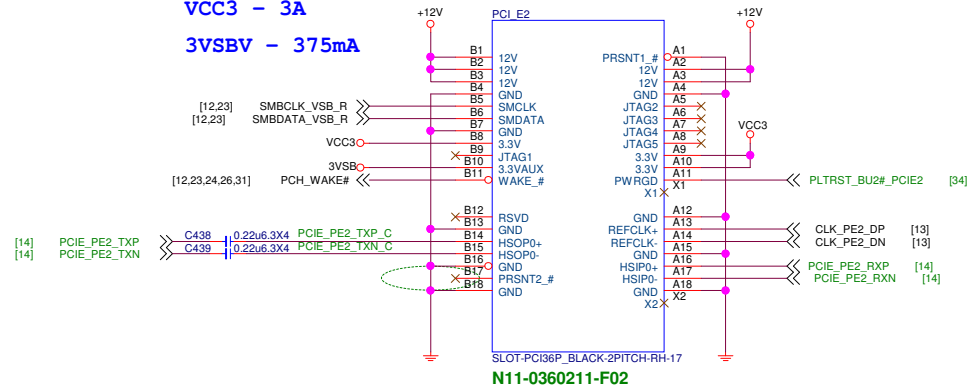 VCC3 – 3A
3VSBV – 375mA
+12V
PCI_E2
+12V
B1 12V PRSNT1_# A1
B2 12V 12V A2
B3 12V 12V A3
B4 GND GND A4
[12,23] SMBCLK_VSB_R B5 SMCLK JTAG2 A5
[12,23] SMBDATA_VSB_R B6 SMDATA JTAG3 A6
B7 GND JTAG4 A7
VCC3 B8 3.3V JTAG5 A8
VCC3
B9 JTAG1 3.3V A9
3VSB B10 3.3VAUX 3.3V A10
[12,23,24,26,31] PCH_WAKE# B11 WAKE_# PWRGD A11 PLTRST_BU2#_PCIE2 [34]
X1 X1
B12 RSVD GND A12
B13 GND REFCLK+ A13 CLK_PE2_DP [13]
[14] PCIE_PE2_TXP C438 0.22u6.3X4 PCIE_PE2_TXP_C B14 HSOP0+ REFCLK- A14 CLK_PE2_DN [13]
[14] PCIE_PE2_TXN C439 0.22u6.3X4 PCIE_PE2_TXN_C B15 HSOP0- GND A15
B16 GND HSIP0+ A16 PCIE_PE2_RXP [14]
B17 PRSNT2_# HSIP0- A17 PCIE_PE2_RXN [14]
B18 GND GND A18
X2 X2
SLOT-PCI36P_BLACK-2PITCH-RH-17
N11-0360211-F02